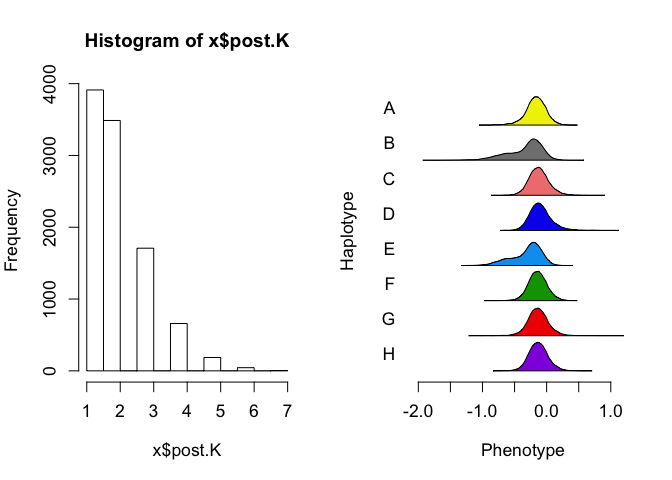 Histogram of x$post.K
Frequency
0
1000
2000
3000
4000
1 2 3 4 5 6 7
x$post.K
Haplotype
A
B
C
D
E
F
G
H
-2.0 -1.0 0.0 1.0
Phenotype